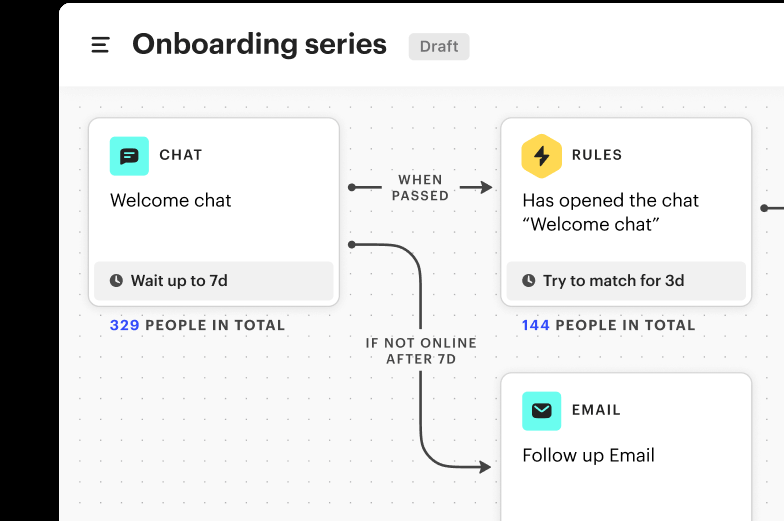 Onboarding series
Draft
CHAT
Welcome chat
Wait up to 7d
329 PEOPLE IN TOTAL
WHEN
PASSED
IF NOT ONLINE
AFTER 7D
RULES
Has opened the chat
“Welcome chat”
Try to match for 3d
144 PEOPLE IN TOTAL
EMAIL
Follow up Email